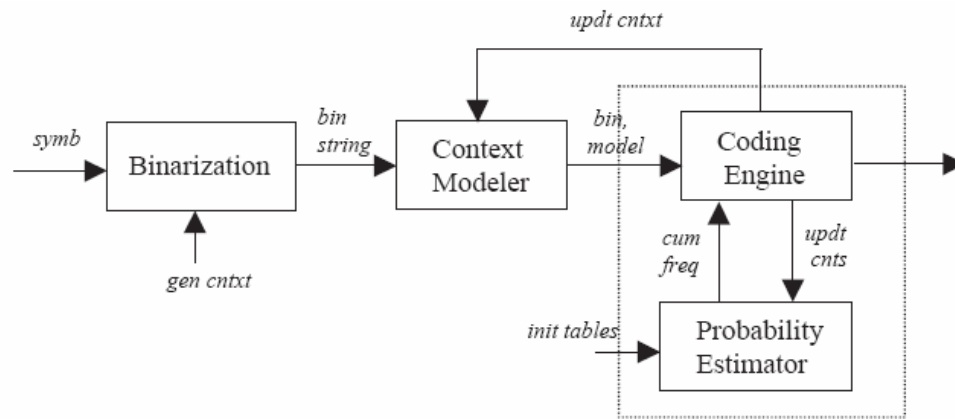 updt cntxt
symb
Binarization
bin
string
Context
Modeler
bin,
model
Coding
Engine
gen cntxt
cum
freq
updt
cnts
init tables
Probability
Estimator